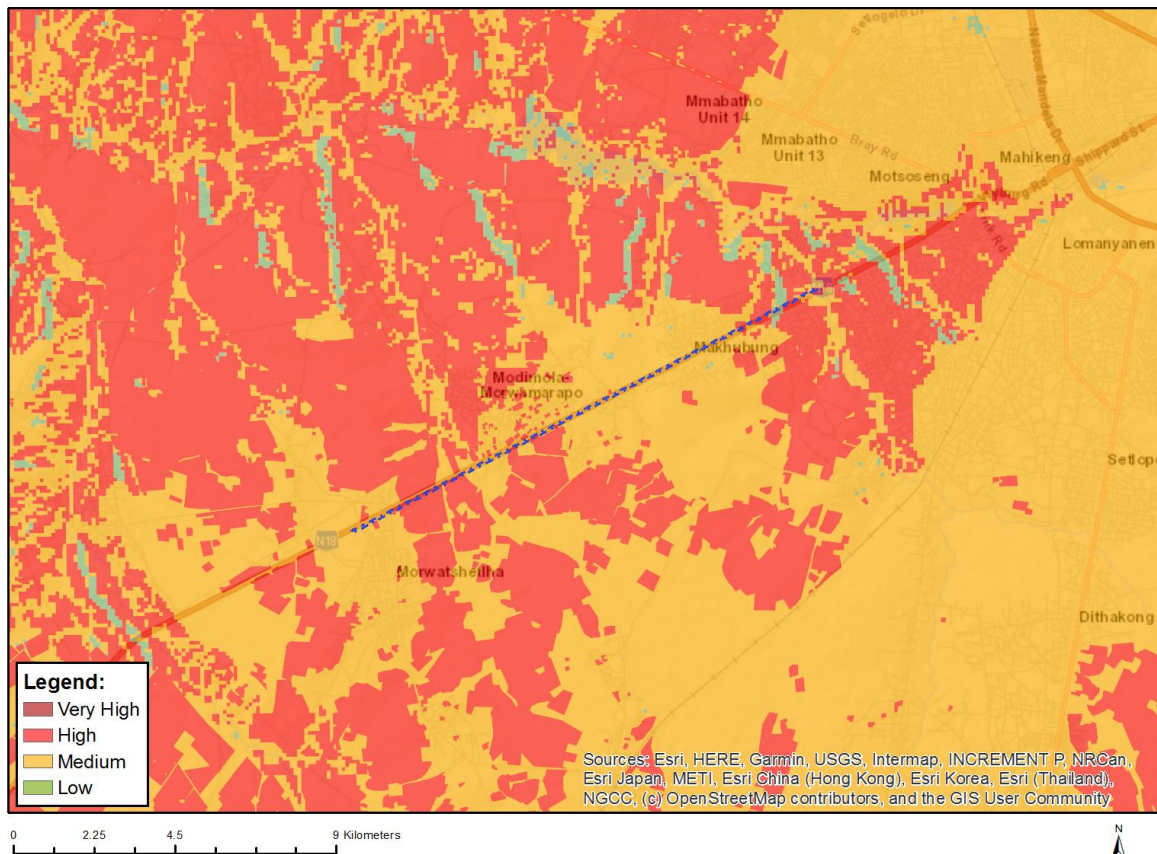 Setlogelo Dr
Nelson Mandela Dr
Mmabatho
Unit 14
Mmabatho
Unit 13
Bray Rd
Mahikeng
Shippard St
Motsoseng
Lomanyanen
Makhubung
Modimola
Morwamarapo
Setlop
N18
Morwatshetlha
Dithakong
Legend:
Very High
High
Medium
Low
Sources: Esri, HERE, Garmin, USGS, Intermap, INCREMENT P, NRCan,
Esri Japan, METI, Esri China (Hong Kong), Esri Korea, Esri (Thailand),
NGCC, (c) OpenStreetMap contributors, and the GIS User Community
0 2.25 4.5 9 Kilometers
N